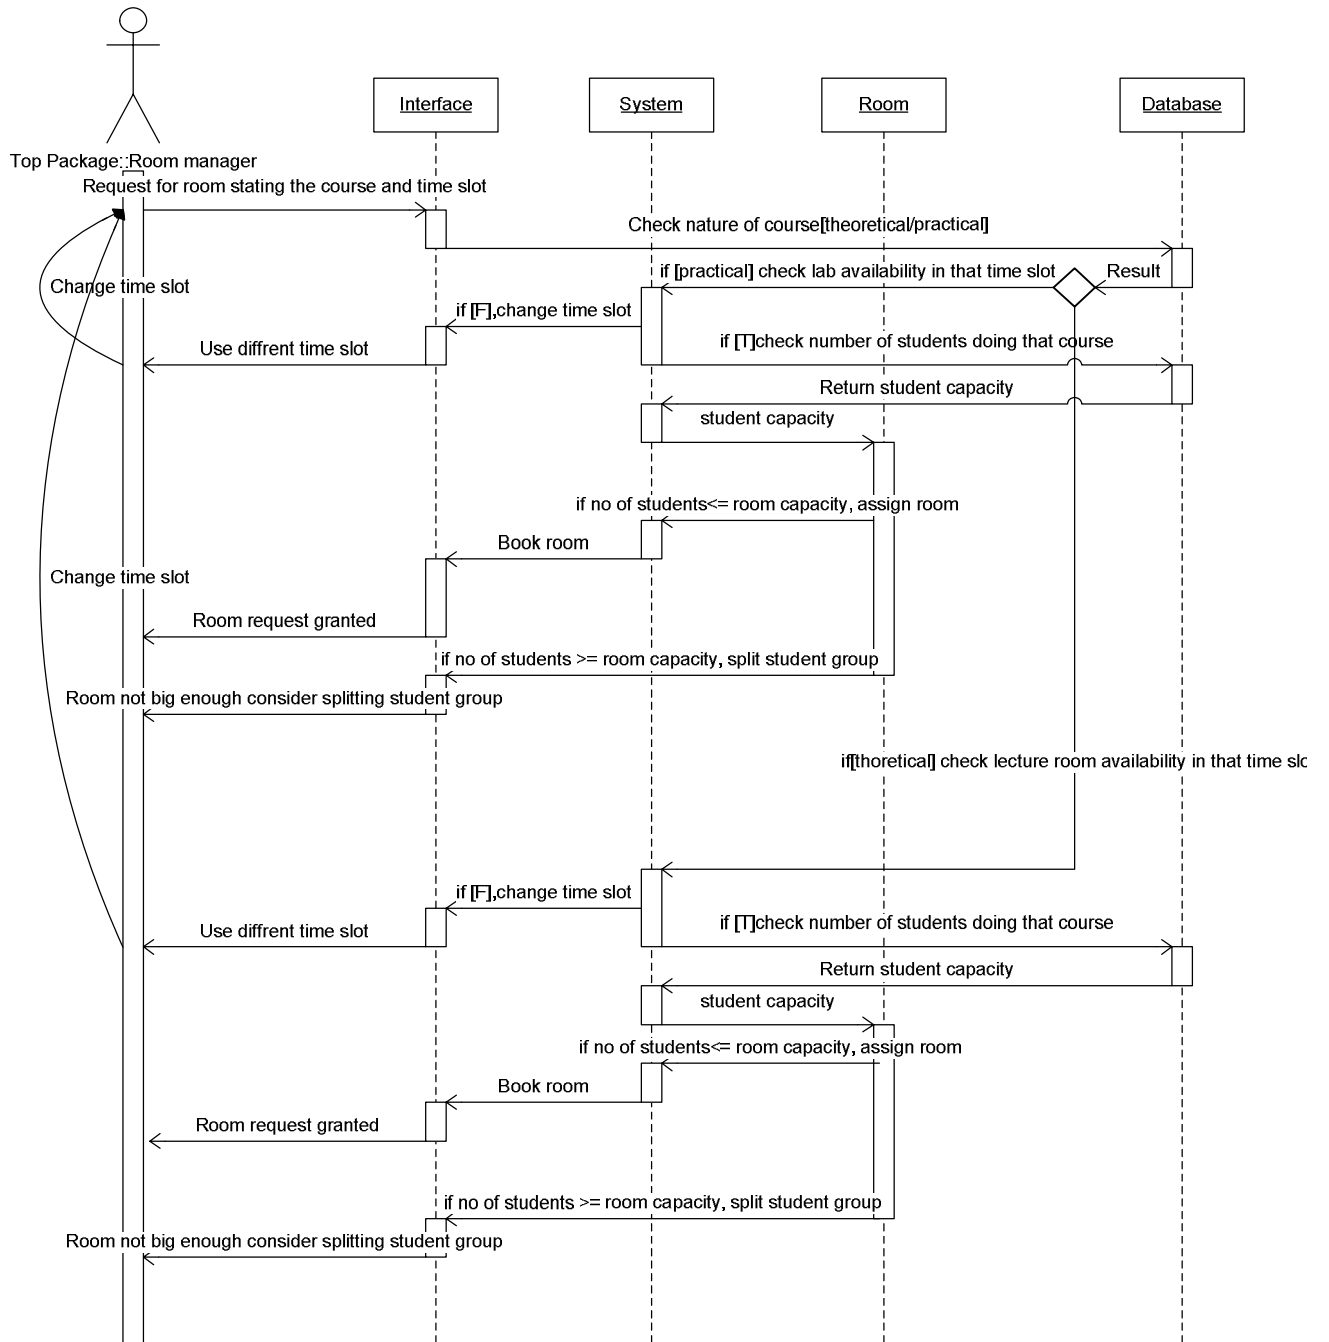 Interface
System
Room
Database
Top Package::Room manager
Request for room stating the course and time slot
Check nature of course[theoretical/practical]
if [practical] check lab availability in that time slot
Result
Change time slot
if [F],change time slot
Use diffrent time slot
if [T]check number of students doing that course
Return student capacity
student capacity
if no of students<= room capacity, assign room
Book room
Change time slot
Room request granted
if no of students >= room capacity, split student group
Room not big enough consider splitting student group
if[thoretical] check lecture room availability in that time slo
if [F],change time slot
Use diffrent time slot
if [T]check number of students doing that course
Return student capacity
student capacity
if no of students<= room capacity, assign room
Book room
Room request granted
if no of students >= room capacity, split student group
Room not big enough consider splitting student group